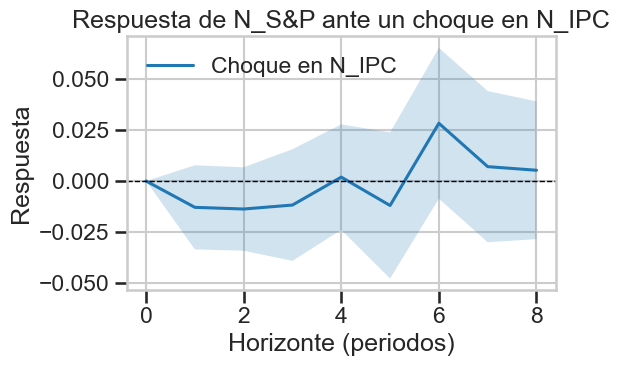 Respuesta de N_S&P ante un choque en N_IPC
Choque en N_IPC
0.050
0.025
0.000
−0.025
−0.050
Respuesta
0 2 4 6 8
Horizonte (periodos)